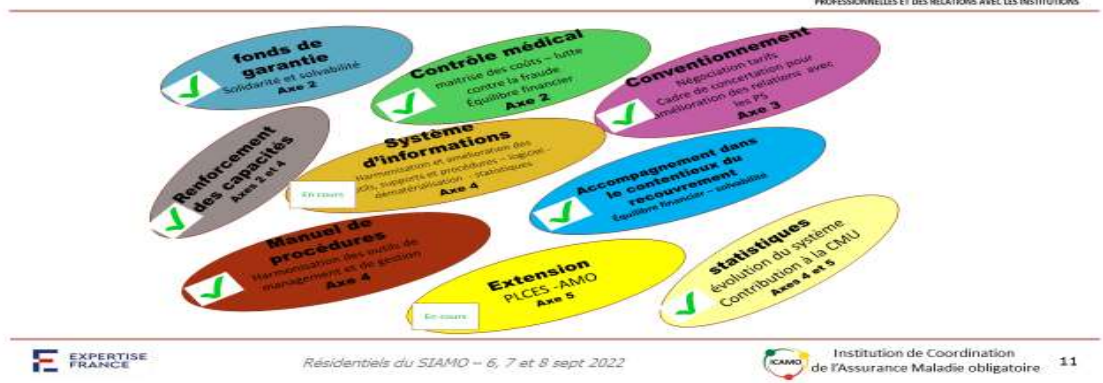 PROFESSIONNELLES ET DES RELATIONS AVEC LES INSTITUTIONS
fonds de
garantie
Solidarité et solvabilité
Axe 2
Contrôle médical
maitrise des coûts – lutte
contre la fraude
Équilibre financier
Axe 2
Conventionnement
Négociation tarifs
Cadre de concertation pour
amélioration des relations avec
les PS
Axe 3
Renforcement
des capacités
Axes 2 et 4
Système
d'informations
Harmonisation et amélioration des
outils, supports et procédures – logiciel -
dématérialisation - statistiques
Axe 4
En cours
Accompagnement dans
le contentieux du
recouvrement
Équilibre financier – solvabilité
Manuel de
procédures
Harmonisation des outils de
management et de gestion
Axe 4
Extension
PLCES -AMO
Axe 5
En cours
statistiques
évolution du système
Contribution à la CMU
Axes 4 et 5
EXPERTISE
FRANCE
Résidentiels du SIAMO – 6, 7 et 8 sept 2022
ICAMO
Institution de Coordination
de l'Assurance Maladie obligatoire
11